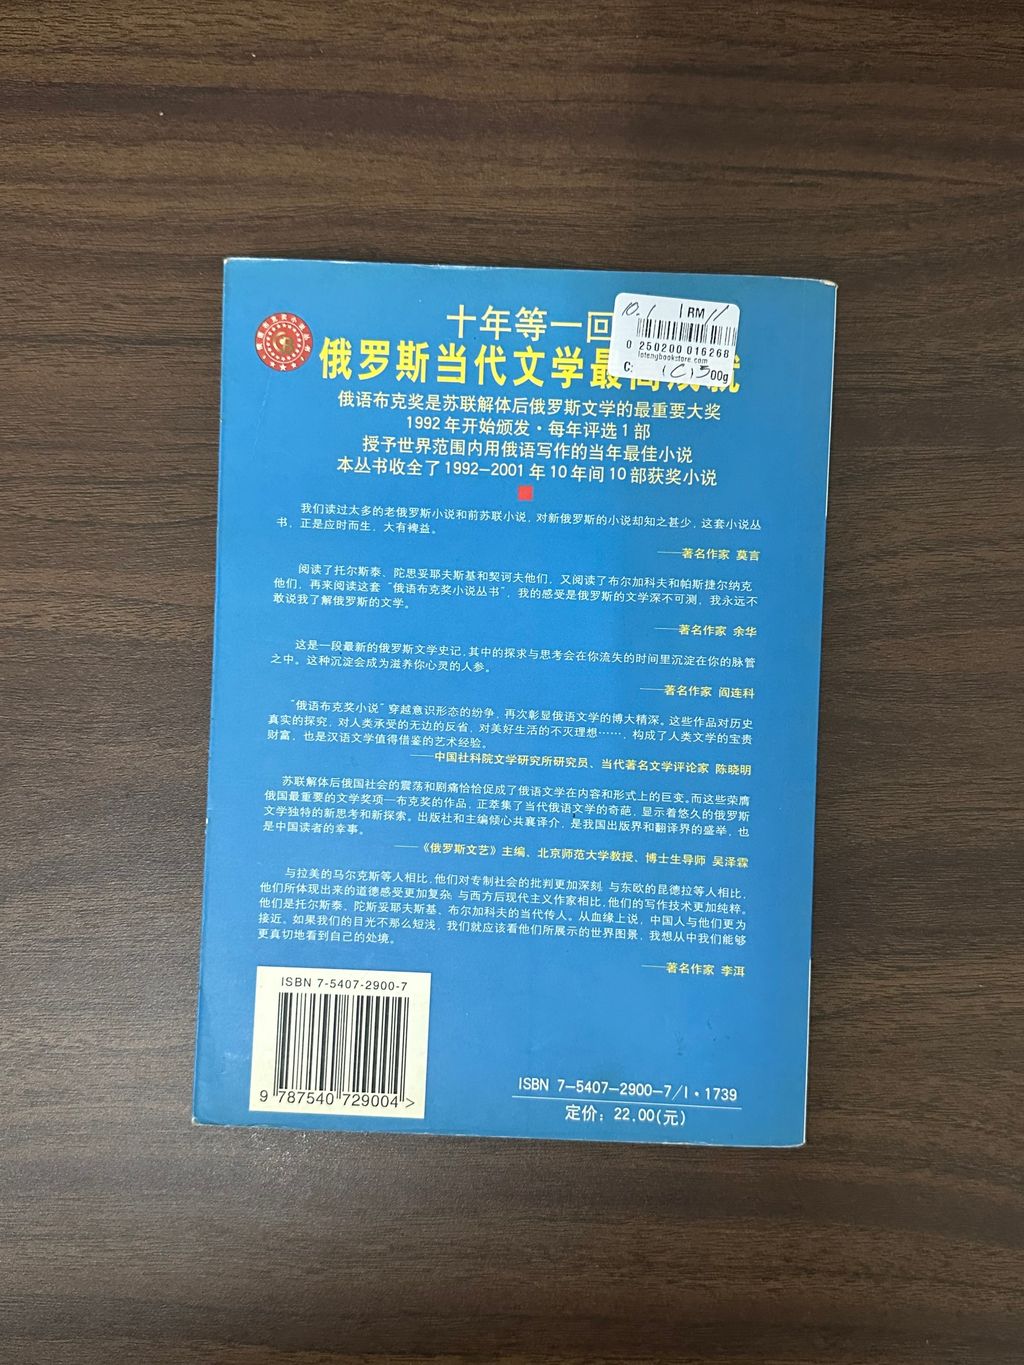 十年等一回
俄罗斯当代文学最高成就
俄语布克奖是苏联解体后俄罗斯文学的最重要大奖
1992年开始颁发·每年评选1部
授予世界范围内用俄语写作的当年最佳小说
本丛书收全了1992—2001年10年间10部获奖小说
我们读过太多的老俄罗斯小说和前苏联小说，对新俄罗斯的小说却知之甚少，这套小说丛
书，正是应时而生，大有裨益。
——著名作家 莫言
阅读了托尔斯泰、陀思妥耶夫斯基和契诃夫他们，又阅读了布尔加科夫和帕斯捷尔纳克
他们，再来阅读这套“俄语布克奖小说丛书”，我的感受是俄罗斯的文学深不可测，我永远不
敢说我了解俄罗斯的文学。
——著名作家 余华
这是一段最新的俄罗斯文学史记，其中的探求与思考会在你流失的时间里沉淀在你的脉管
之中。这种沉淀会成为滋养你心灵的人参。
——著名作家 阎连科
“俄语布克奖小说”穿越意识形态的纷争，再次彰显俄语文学的博大精深。这些作品对历史
真实的探究，对人类承受的无边的反省，对美好生活的不灭理想……，构成了人类文学的宝贵
财富，也是汉语文学值得借鉴的艺术经验。
——中国社科院文学研究所研究员、当代著名文学评论家 陈晓明
苏联解体后俄国社会的震荡和剧痛恰恰促成了俄语文学在内容和形式上的巨变。而这些荣膺
俄国最重要的文学奖项—布克奖的作品，正萃集了当代俄语文学的奇葩，显示着悠久的俄罗斯
文学独特的新思考和新探索。出版社和主编倾心共襄译介，是我国出版界和翻译界的盛举，也
是中国读者的幸事。
——《俄罗斯文艺》主编、北京师范大学教授、博士生导师 吴泽霖
与拉美的马尔克斯等人相比，他们对专制社会的批判更加深刻；与东欧的昆德拉等人相比，
他们所体现出来的道德感受更加复杂；与西方后现代主义作家相比，他们的写作技术更加纯粹。
他们是托尔斯泰、陀斯妥耶夫斯基、布尔加科夫的当代传人。从血缘上说，中国人与他们更为
接近。如果我们的目光不那么短浅，我们就应该看他们所展示的世界图景，我想从中我们能够
更真切地看到自己的处境。
——著名作家 李洱
RM 11
0 250200 016268
lotengbookstore.com
C:
00g
ISBN 7-5407-2900-7
9 787540 729004 >
ISBN 7—5407—2900—7/I·1739
定价：22.00(元)